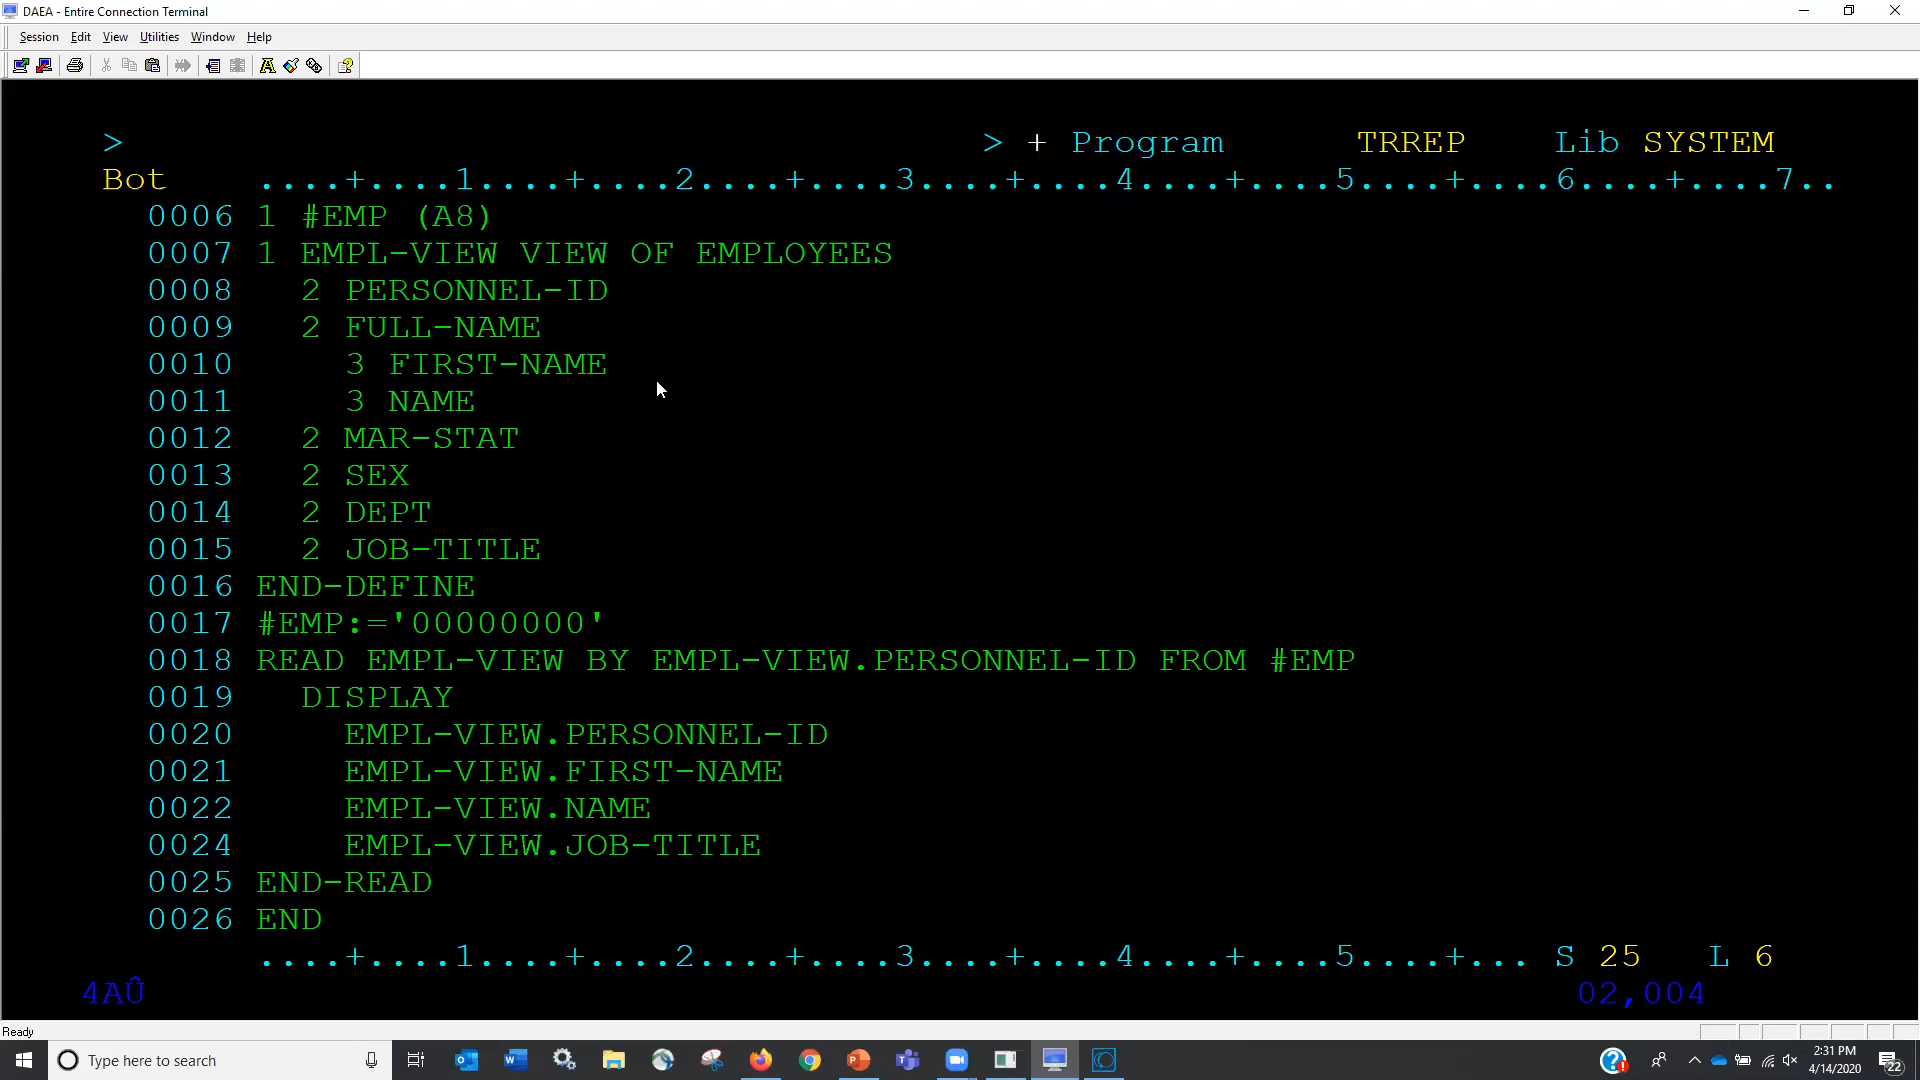 DAEA - Entire Connection Terminal
Session Edit View Utilities Window Help
> > + Program TRREP Lib SYSTEM
Bot ....+....1....+....2....+....3....+....4....+....5....+....6....+....7..
0006 1 #EMP (A8)
0007 1 EMPL-VIEW VIEW OF EMPLOYEES
0008 2 PERSONNEL-ID
0009 2 FULL-NAME
0010 3 FIRST-NAME
0011 3 NAME
0012 2 MAR-STAT
0013 2 SEX
0014 2 DEPT
0015 2 JOB-TITLE
0016 END-DEFINE
0017 #EMP:='00000000'
0018 READ EMPL-VIEW BY EMPL-VIEW.PERSONNEL-ID FROM #EMP
0019 DISPLAY
0020 EMPL-VIEW.PERSONNEL-ID
0021 EMPL-VIEW.FIRST-NAME
0022 EMPL-VIEW.NAME
0024 EMPL-VIEW.JOB-TITLE
0025 END-READ
0026 END
....+....1....+....2....+....3....+....4....+....5....+... S 25 L 6
4AÛ 02,004
Ready
Type here to search
2:31 PM
4/14/2020
22